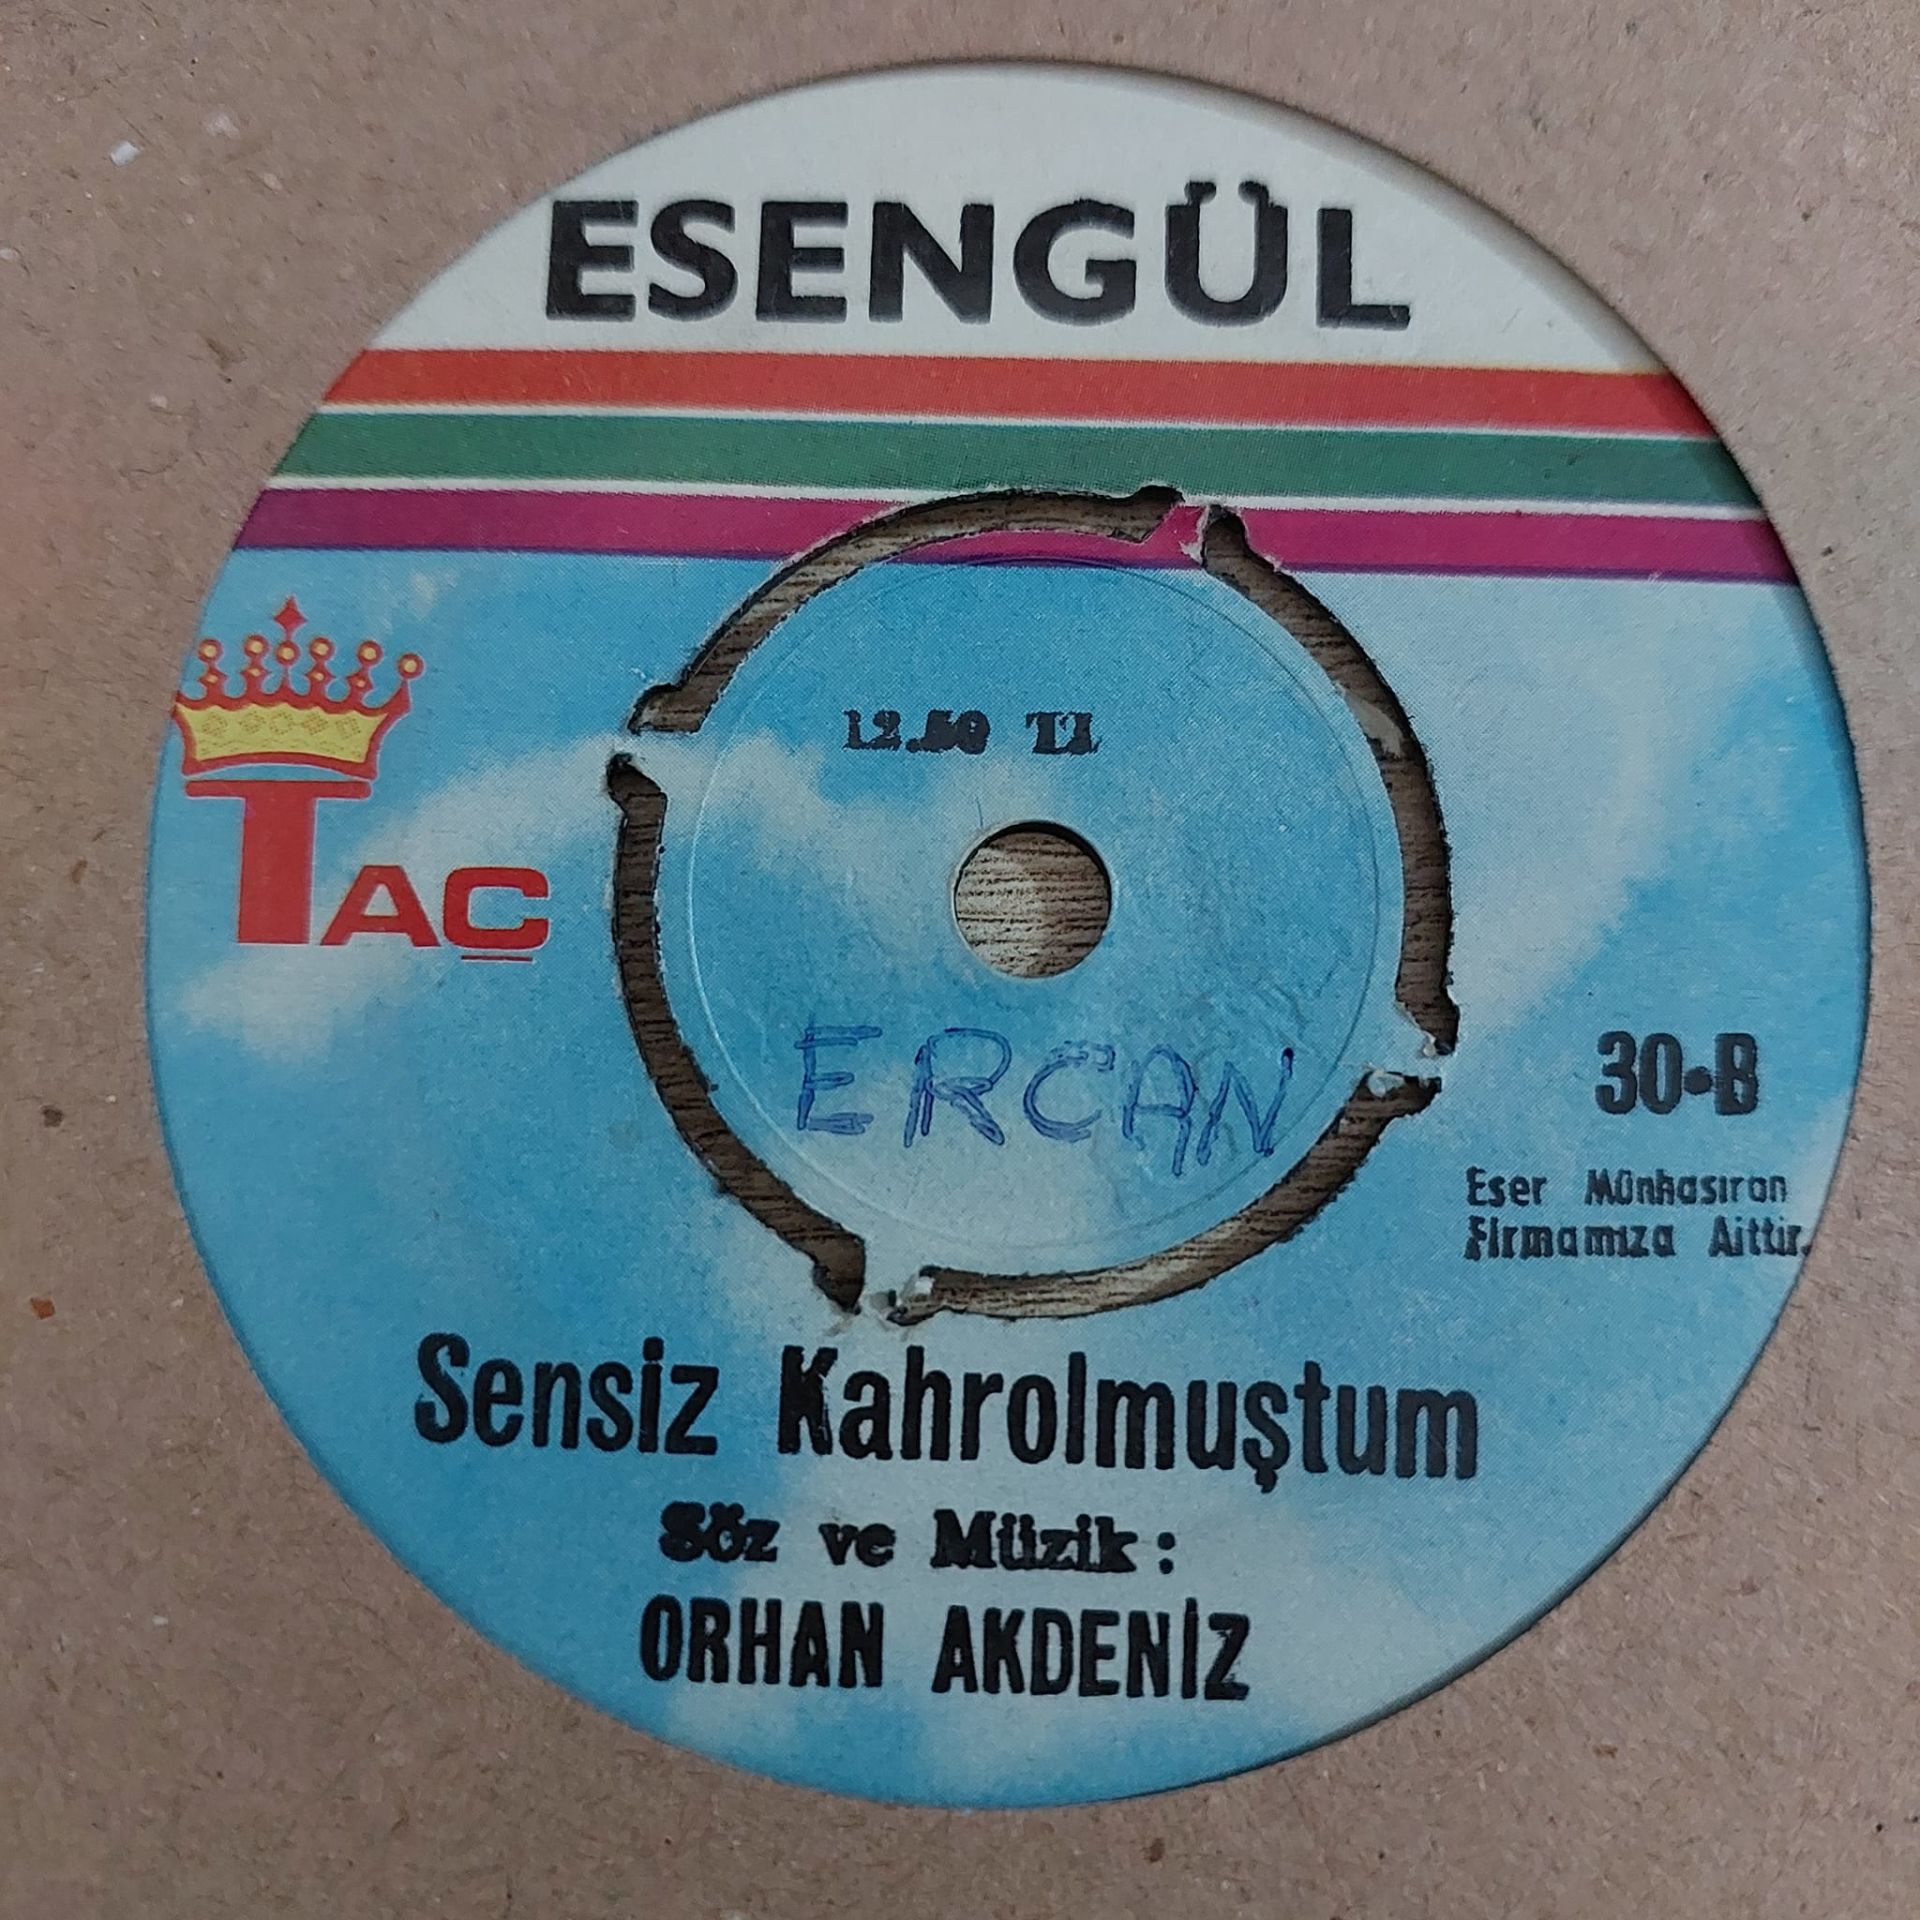 ESENGÜL
12.50 TL
TAÇ
ERCAN
30-B
Eser Münhasıran
Firmamıza Aittir.
Sensiz Kahrolmuştum
Söz ve Müzik :
ORHAN AKDENİZ